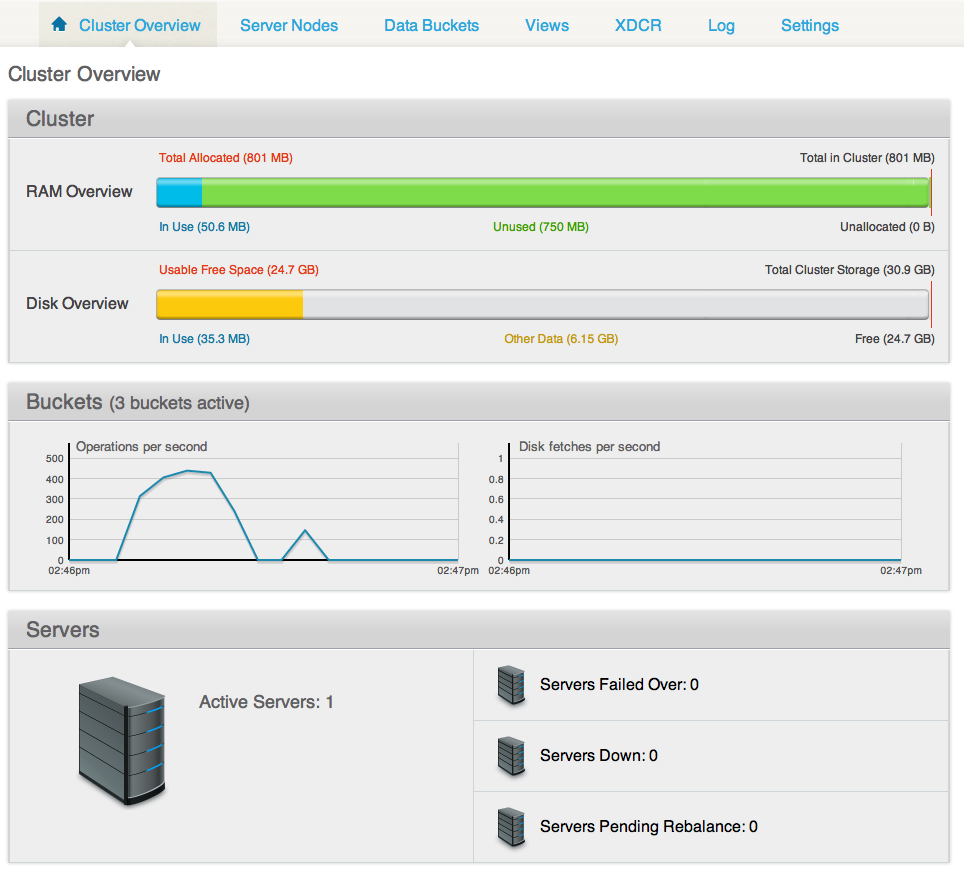 Cluster Overview Server Nodes Data Buckets Views XDCR Log Settings
Cluster Overview
Cluster
Total Allocated (801 MB) Total in Cluster (801 MB)
RAM Overview
In Use (50.6 MB) Unused (750 MB) Unallocated (0 B)
Usable Free Space (24.7 GB) Total Cluster Storage (30.9 GB)
Disk Overview
In Use (35.3 MB) Other Data (6.15 GB) Free (24.7 GB)
Buckets (3 buckets active)
Operations per second
500
400
300
200
100
0
02:46pm 02:47pm
Disk fetches per second
1
0.8
0.6
0.4
0.2
0
02:46pm 02:47pm
Servers
Active Servers: 1
Servers Failed Over: 0
Servers Down: 0
Servers Pending Rebalance: 0